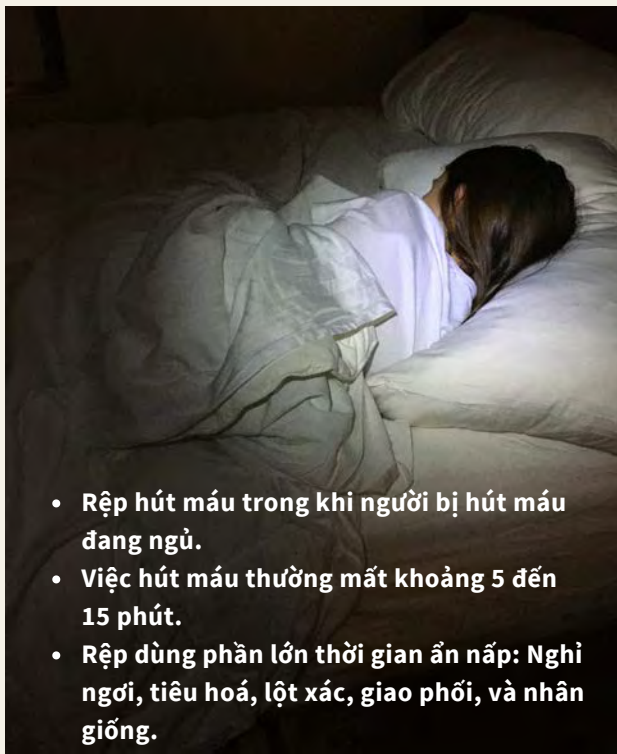 • Rệp hút máu trong khi người bị hút máu
đang ngủ.
• Việc hút máu thường mất khoảng 5 đến
15 phút.
• Rệp dùng phần lớn thời gian ẩn nấp: Nghỉ
ngơi, tiêu hoá, lột xác, giao phối, và nhân
giống.